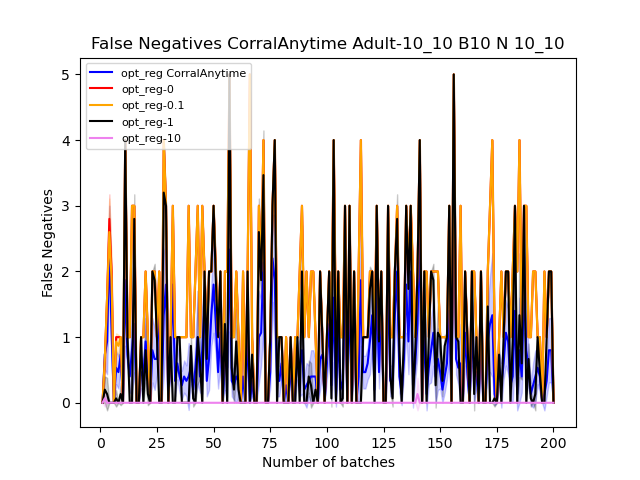 False Negatives CorralAnytime Adult-10_10 B10 N 10_10
opt_reg CorralAnytime
opt_reg-0
opt_reg-0.1
opt_reg-1
opt_reg-10
False Negatives
5
4
3
2
1
0
0 25 50 75 100 125 150 175 200
Number of batches